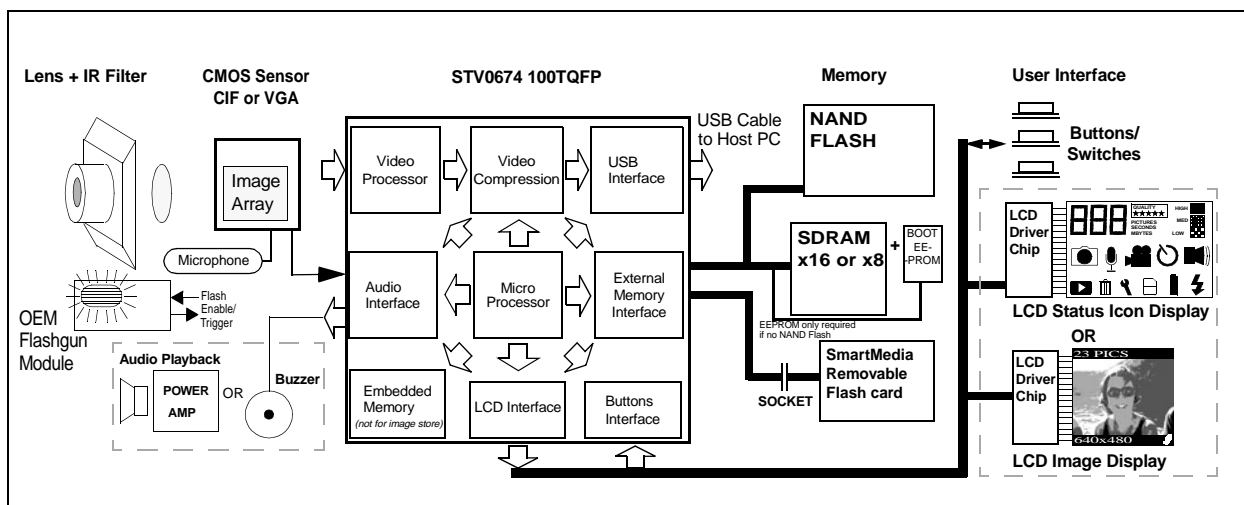 Lens + IR Filter
CMOS Sensor
CIF or VGA
STV0674 100TQFP
Memory
User Interface
Image
Array
Microphone
OEM
Flashgun
Module
Flash
Enable/
Trigger
Audio Playback
POWER
AMP
OR
Buzzer
Video
Processor
Video
Compression
USB
Interface
Audio
Interface
Micro
Processor
External
Memory
Interface
Embedded
Memory
(not for image store)
LCD Interface
Buttons
Interface
USB Cable
to Host PC
NAND
FLASH
SDRAM
x16 or x8
+
BOOT
EE-
-PROM
EEPROM only required
if no NAND Flash
SmartMedia
Removable
Flash card
SOCKET
Buttons/
Switches
LCD
Driver
Chip
888
QUALITY
★★★★★
PICTURES
SECONDS
MBYTES
HIGH
MED
LOW
LCD Status Icon Display
OR
LCD
Driver
Chip
23 PICS
640x480
LCD Image Display